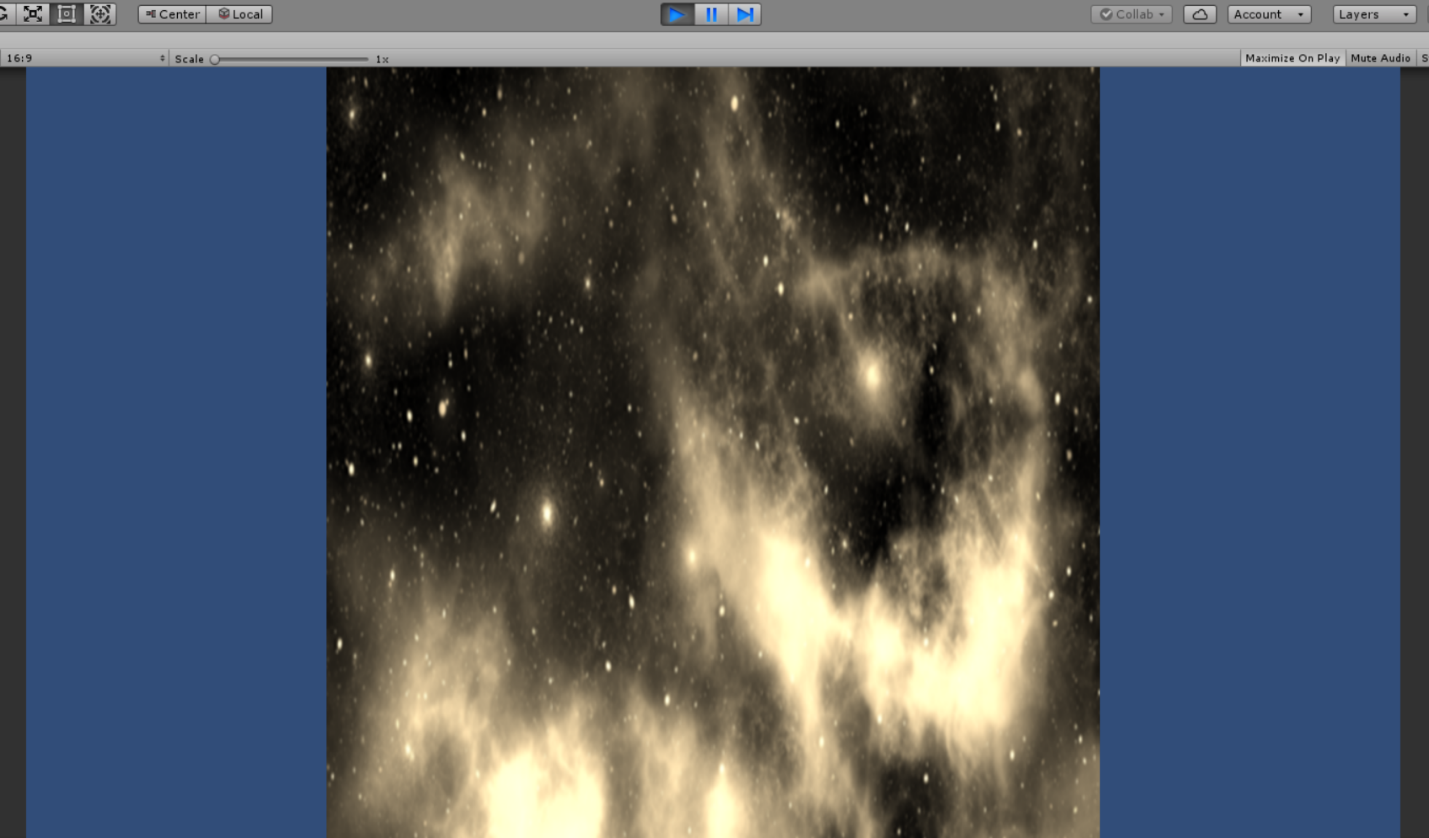 Center Local Collab Account Layers
16:9 Scale 1x Maximize On Play Mute Audio S